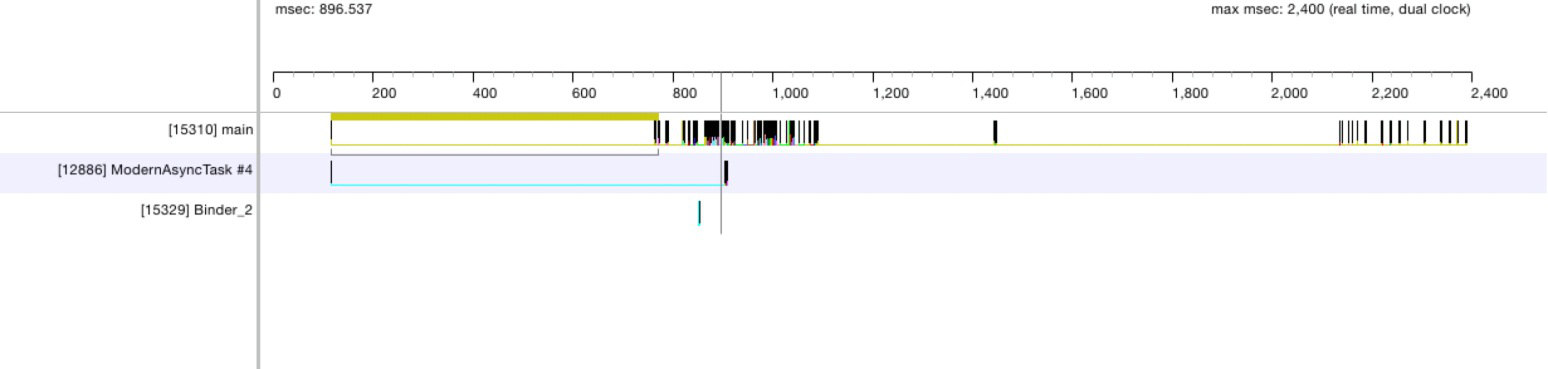 msec: 896.537 max msec: 2,400 (real time, dual clock)
0 200 400 600 800 1,000 1,200 1,400 1,600 1,800 2,000 2,200 2,400
[15310] main
[12886] ModernAsyncTask #4
[15329] Binder_2